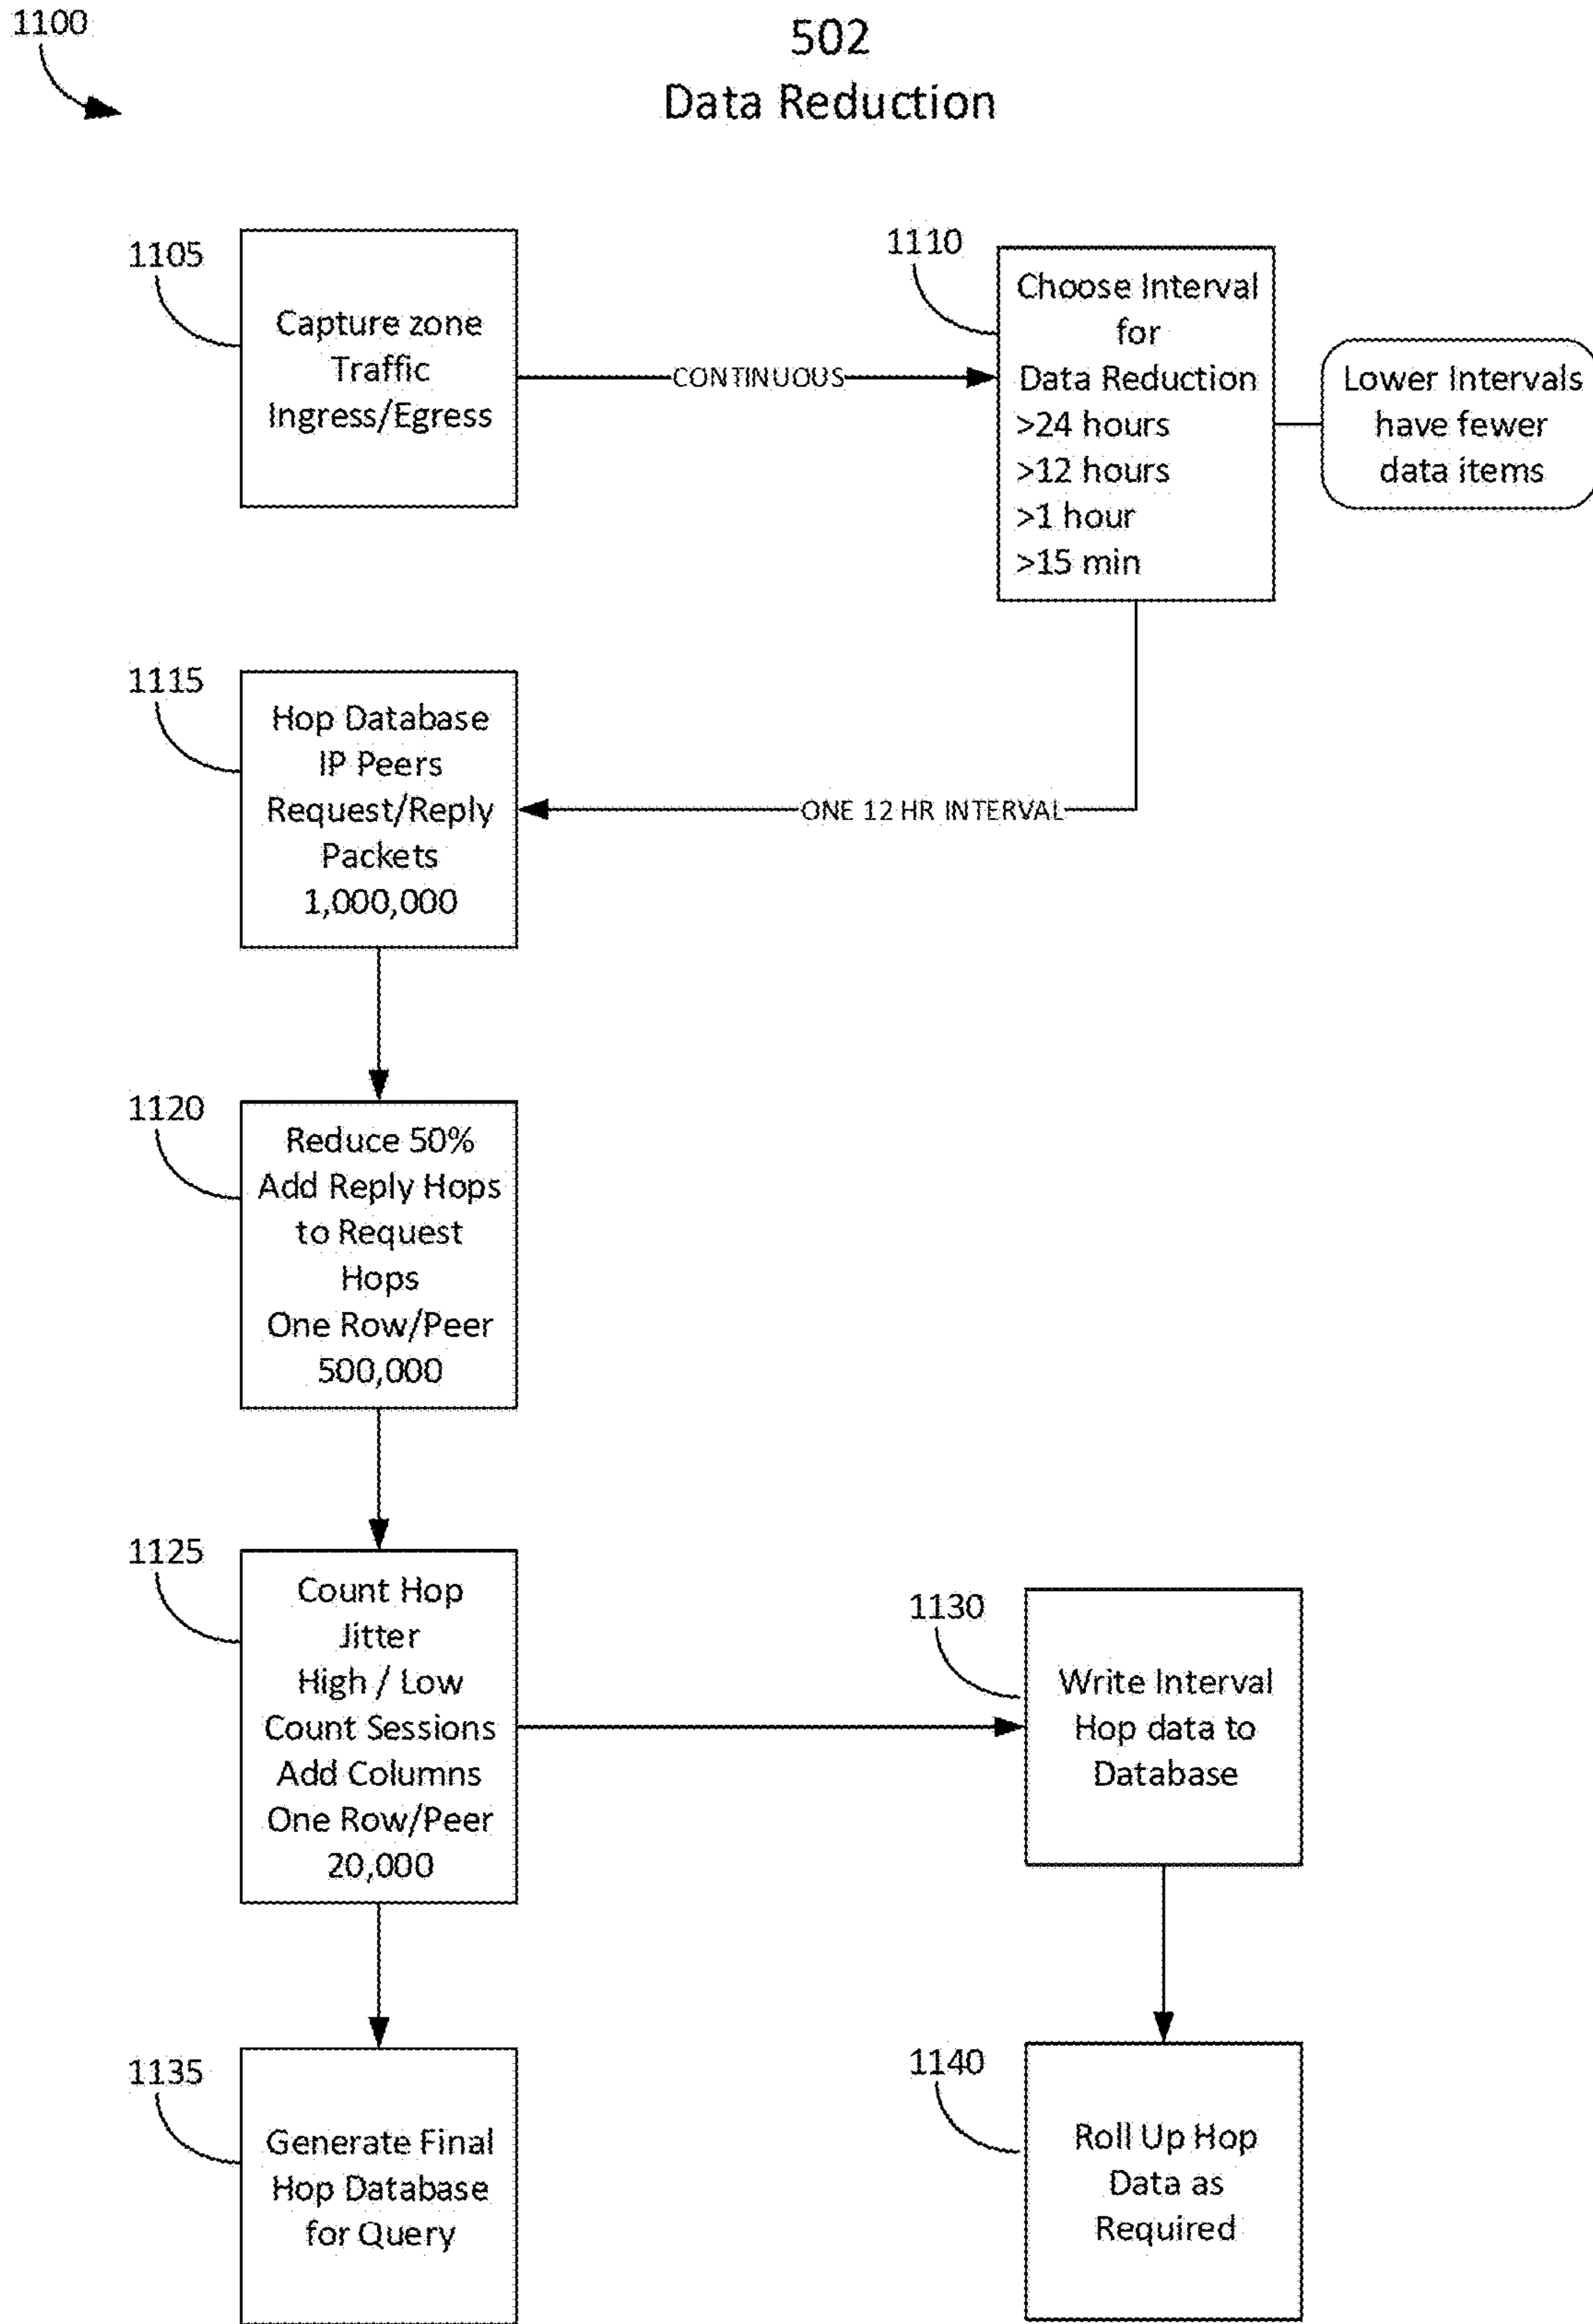 1100
502
Data Reduction
1105
Capture zone
Traffic
Ingress/Egress
CONTINUOUS
1110
Choose Interval
for
Data Reduction
>24 hours
>12 hours
>1 hour
>15 min
Lower Intervals
have fewer
data items
1115
Hop Database
IP Peers
Request/Reply
Packets
1,000,000
ONE 12 HR INTERVAL
1120
Reduce 50%
Add Reply Hops
to Request
Hops
One Row/Peer
500,000
1125
Count Hop
Jitter
High / Low
Count Sessions
Add Columns
One Row/Peer
20,000
1130
Write Interval
Hop data to
Database
1135
Generate Final
Hop Database
for Query
1140
Roll Up Hop
Data as
Required